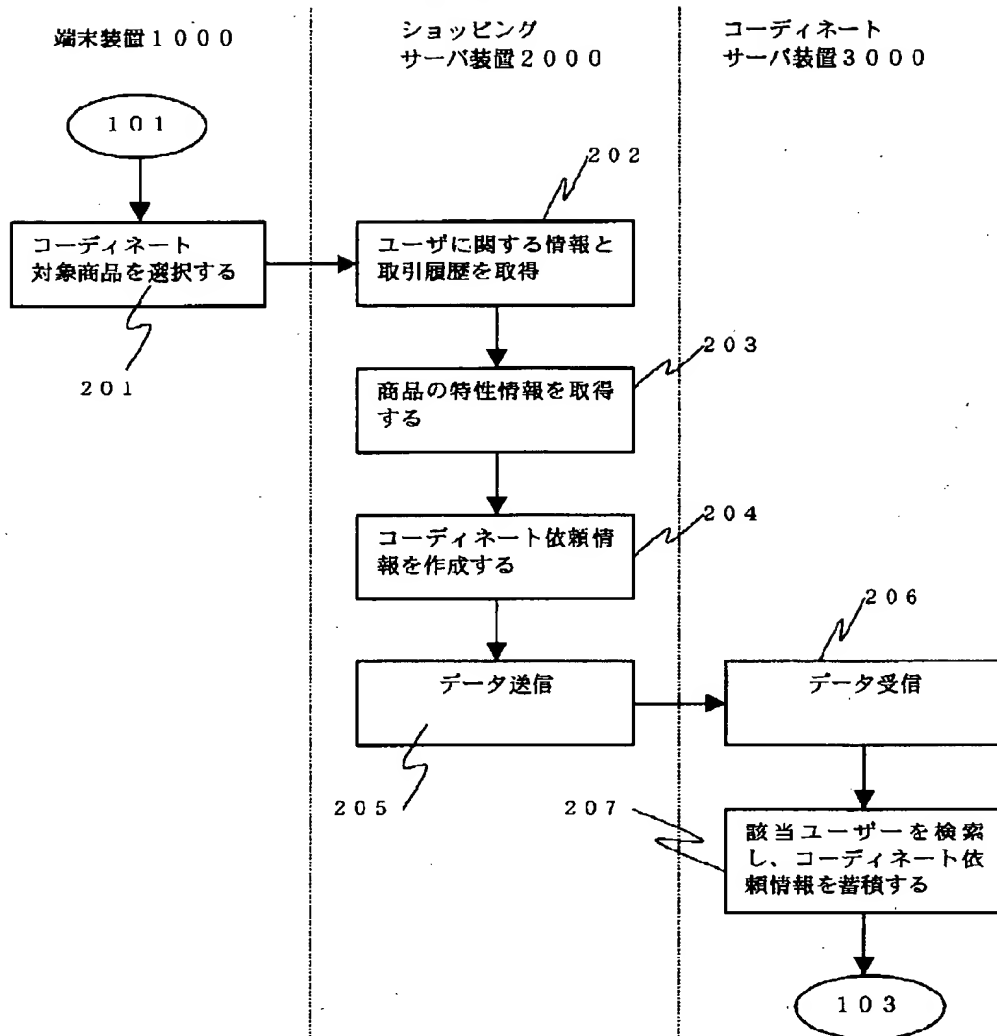 端末装置1000
ショッピング
サーバ装置2000
コーディネート
サーバ装置3000
101
202
コーディネート
対象商品を選択する
ユーザに関する情報と
取引履歴を取得
201
203
商品の特性情報を取得
する
204
コーディネート依頼情
報を作成する
206
データ送信
データ受信
205
207
該当ユーザーを検索
し、コーディネート依
頼情報を蓄積する
103